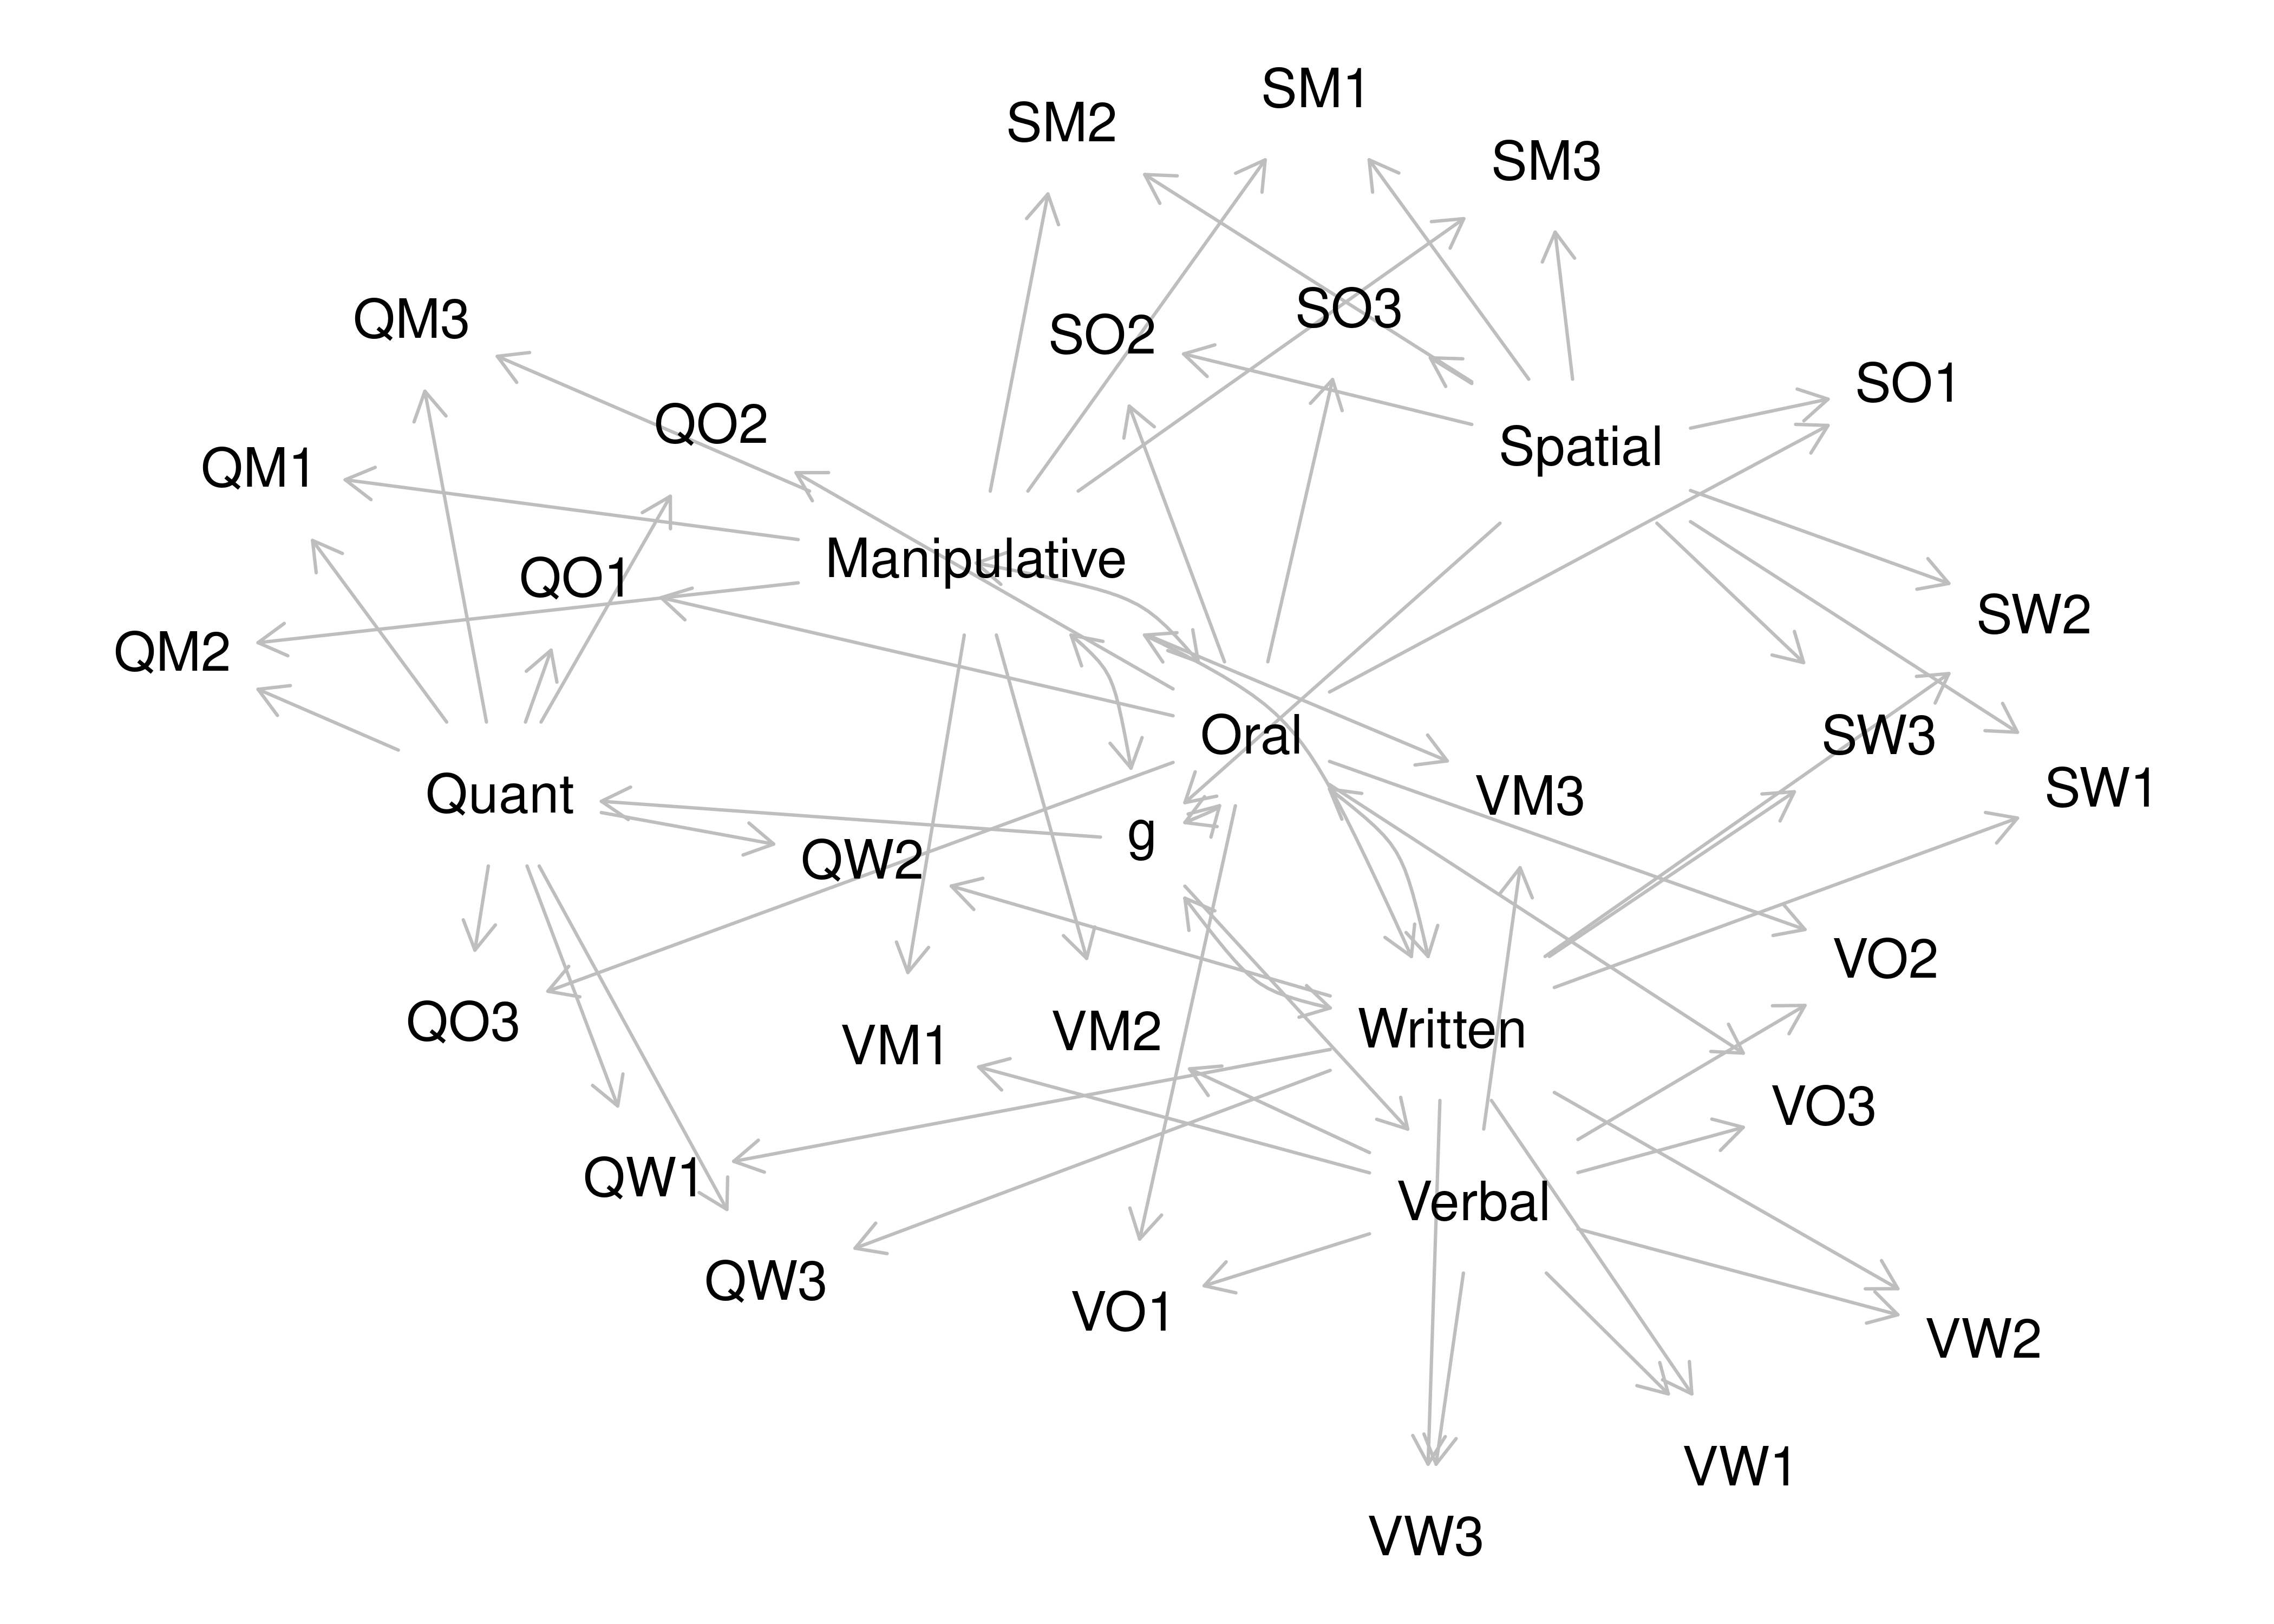 SM1
SM2
SM3
SO3
QM3
SO2
SO1
QO2
Spatial
QM1
Manipulative
QO1
SW2
QM2
Oral
SW3
SW1
Quant
VM3
g
QW2
VO2
QO3
Written
VM2
VM1
VO3
QW1
Verbal
QW3
VO1
VW2
VW1
VW3